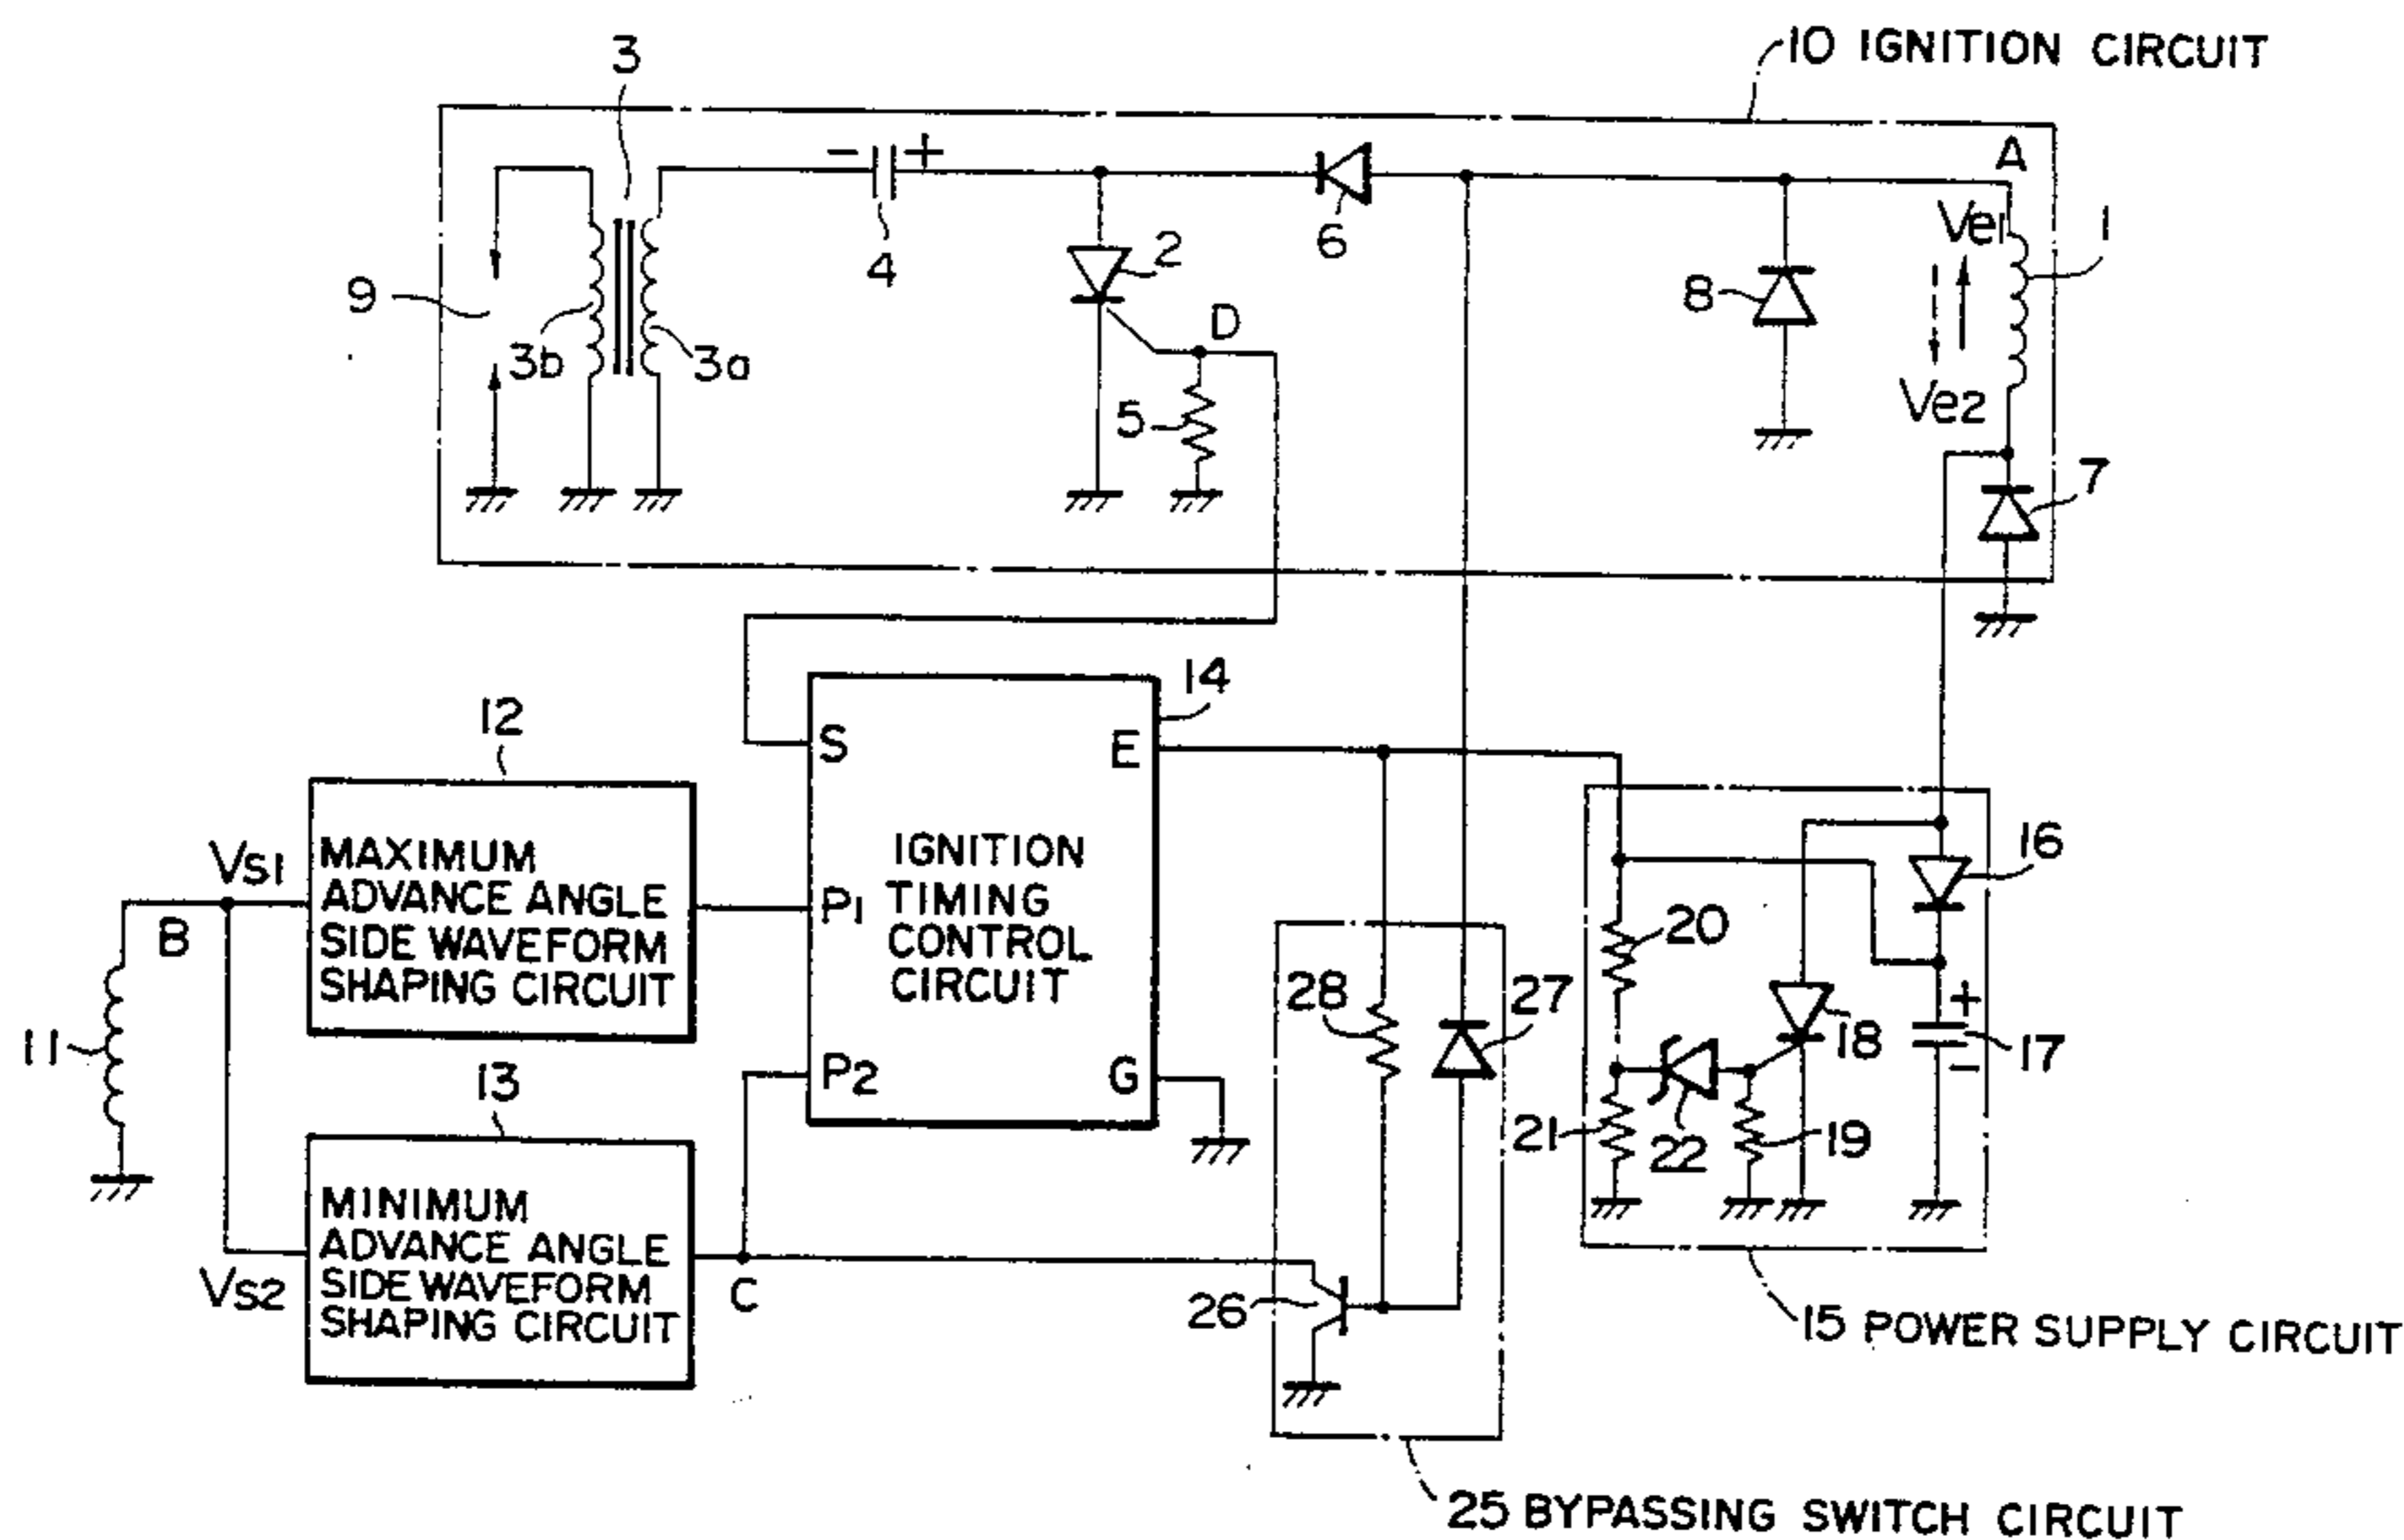 10 IGNITION CIRCUIT
3
A
- +
Ve1
1
2
6
4
8
9
D
3b
3a
Ve2
5
7
14
12
S
E
16
VS1
MAXIMUM
ADVANCE ANGLE
SIDE WAVEFORM
SHAPING CIRCUIT
IGNITION
TIMING
CONTROL
CIRCUIT
P1
B
20
28
27
+
18
17
-
11
13
P2
G
21
22
19
MINIMUM
ADVANCE ANGLE
SIDE WAVEFORM
SHAPING CIRCUIT
VS2
C
26
15 POWER SUPPLY CIRCUIT
25 BYPASSING SWITCH CIRCUIT